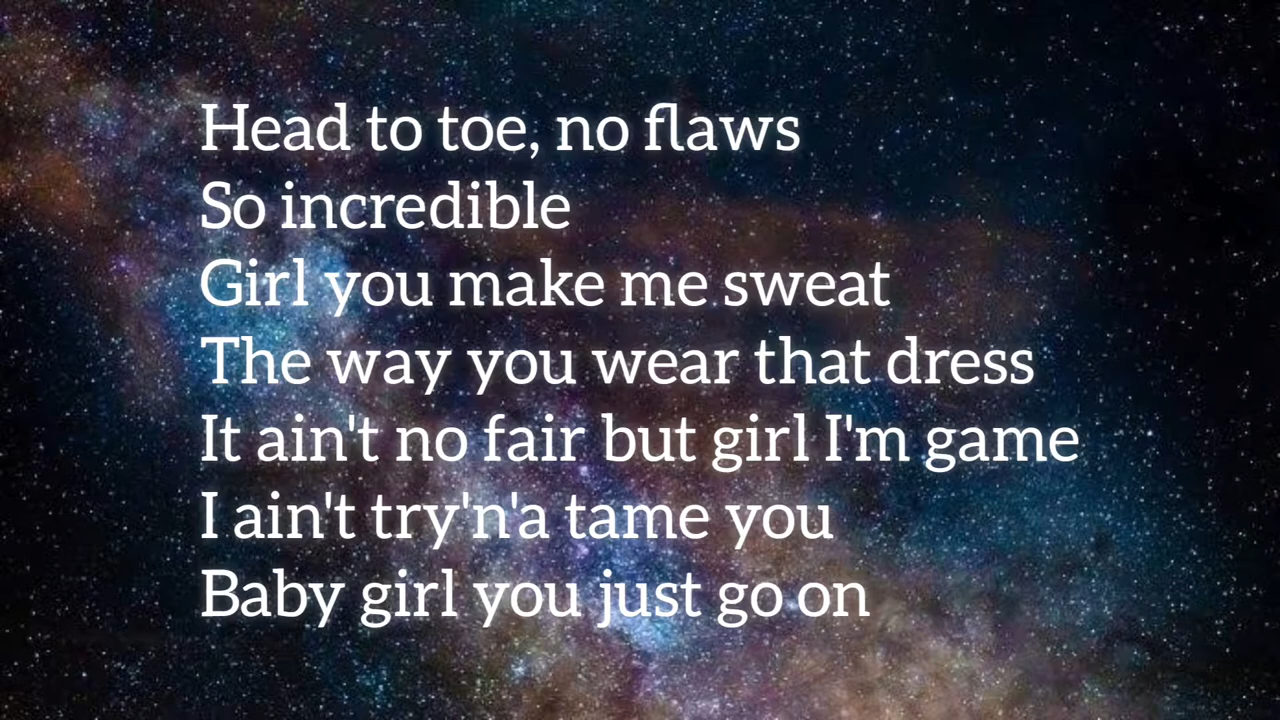 Head to toe, no flaws
So incredible
Girl you make me sweat
The way you wear that dress
It ain't no fair but girl I'm game
I ain't try'n'a tame you
Baby girl you just go on